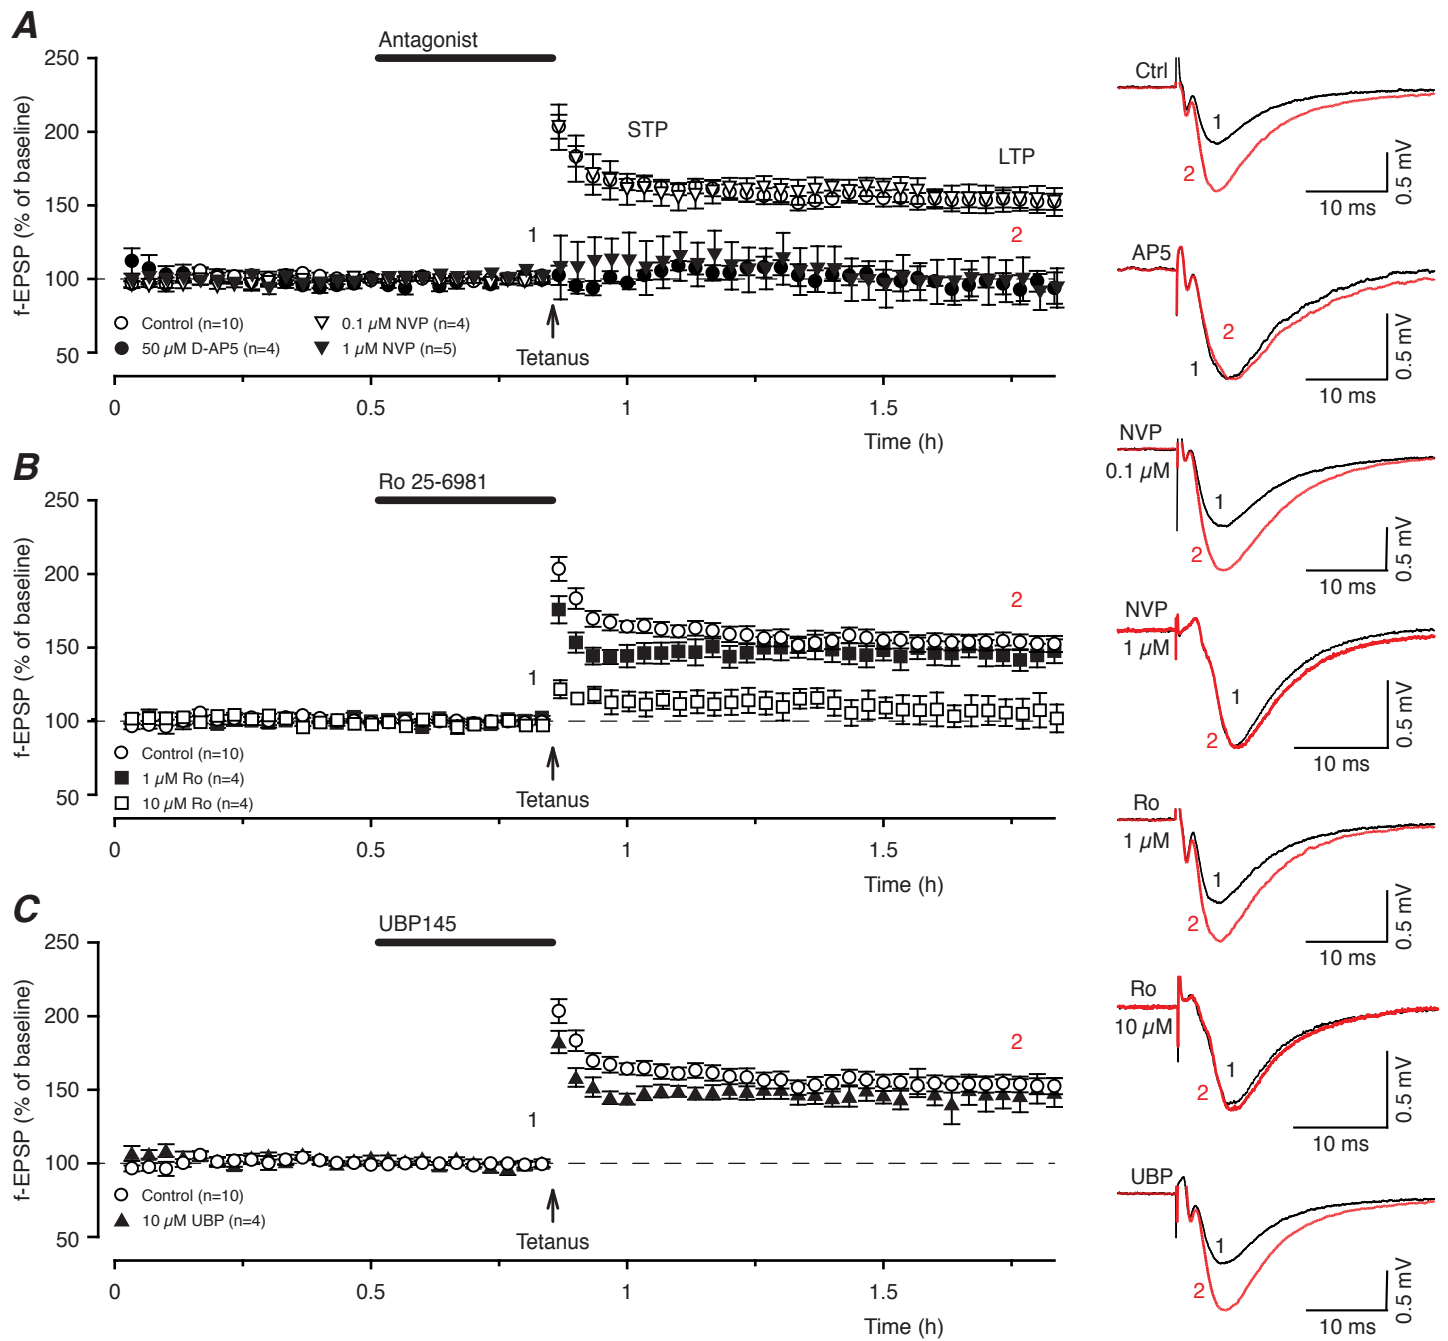 A
Antagonist
250
200
150
100
50
f-EPSP (% of baseline)
STP
LTP
1
2
Control (n=10)
0.1 µM NVP (n=4)
50 µM D-AP5 (n=4)
1 µM NVP (n=5)
Tetanus
0
0.5
1
1.5
Time (h)
B
Ro 25-6981
250
200
150
100
50
f-EPSP (% of baseline)
1
2
Control (n=10)
1 µM Ro (n=4)
10 µM Ro (n=4)
Tetanus
0
0.5
1
1.5
Time (h)
C
UBP145
250
200
150
100
50
f-EPSP (% of baseline)
1
2
Control (n=10)
10 µM UBP (n=4)
Tetanus
0
0.5
1
1.5
Time (h)
Ctrl
1
2
0.5 mV
10 ms
AP5
2
1
0.5 mV
10 ms
NVP
0.1 µM
1
2
0.5 mV
10 ms
NVP
1 µM
1
2
0.5 mV
10 ms
Ro
1 µM
1
2
0.5 mV
10 ms
Ro
10 µM
1
2
0.5 mV
10 ms
UBP
1
2
0.5 mV
10 ms